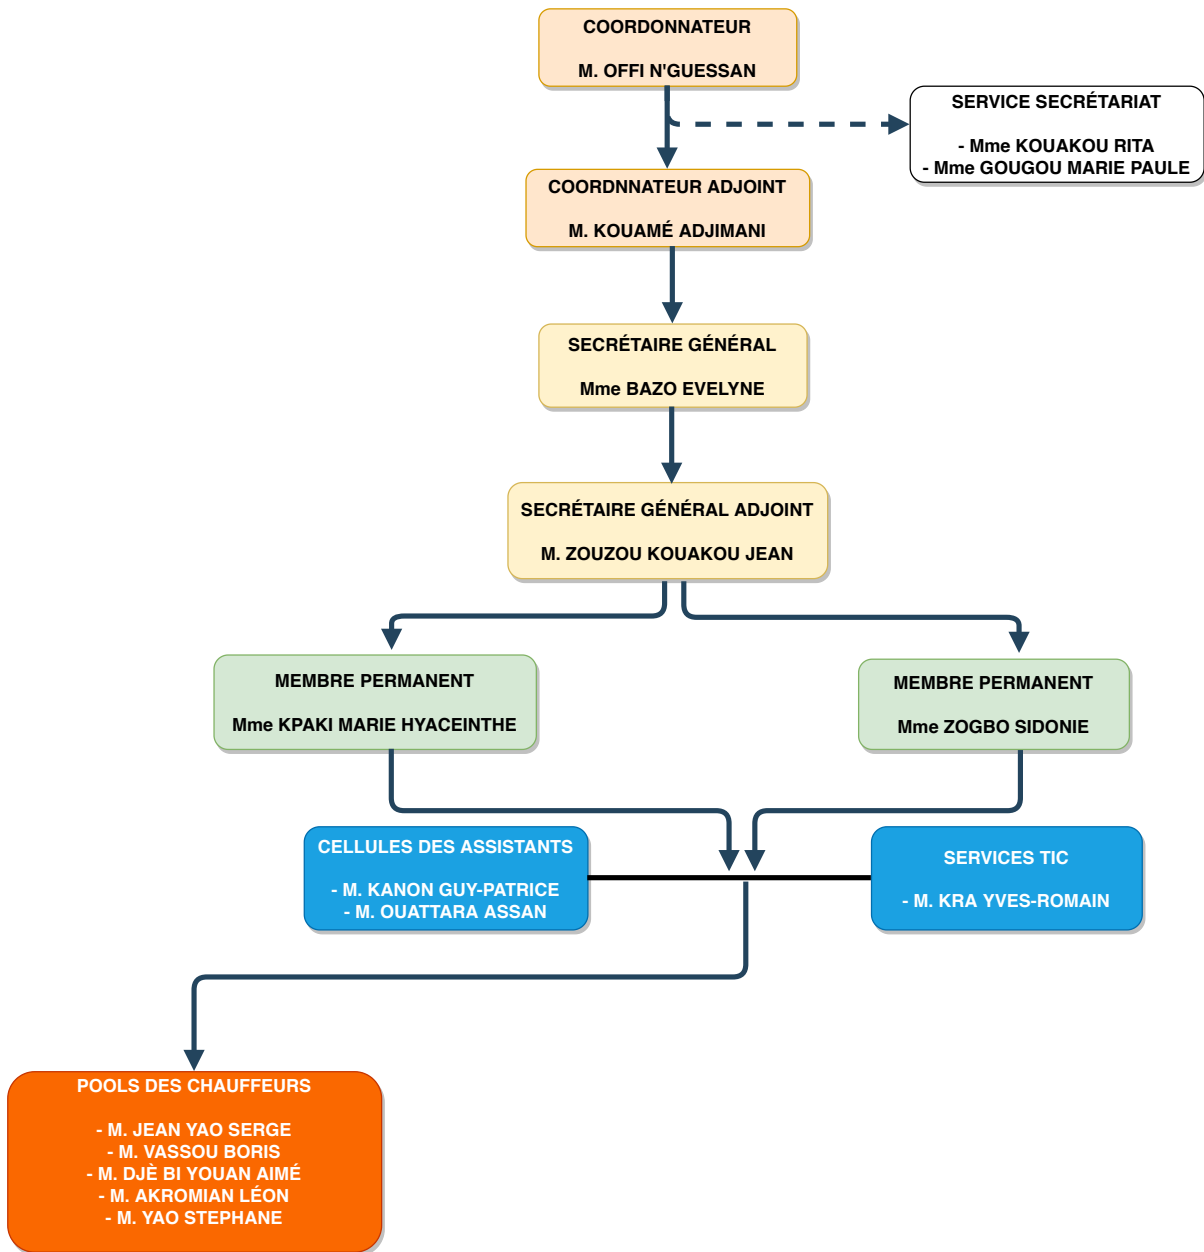 COORDONNATEUR
M. OFFI N'GUESSAN
SERVICE SECRÉTARIAT
- Mme KOUAKOU RITA
- Mme GOUGOU MARIE PAULE
COORDNNATEUR ADJOINT
M. KOUAMÉ ADJIMANI
SECRÉTAIRE GÉNÉRAL
Mme BAZO EVELYNE
SECRÉTAIRE GÉNÉRAL ADJOINT
M. ZOUZOU KOUAKOU JEAN
MEMBRE PERMANENT
Mme KPAKI MARIE HYACEINTHE
MEMBRE PERMANENT
Mme ZOGBO SIDONIE
CELLULES DES ASSISTANTS
- M. KANON GUY-PATRICE
- M. OUATTARA ASSAN
SERVICES TIC
- M. KRA YVES-ROMAIN
POOLS DES CHAUFFEURS
- M. JEAN YAO SERGE
- M. VASSOU BORIS
- M. DJÈ BI YOUAN AIMÉ
- M. AKROMIAN LÉON
- M. YAO STEPHANE